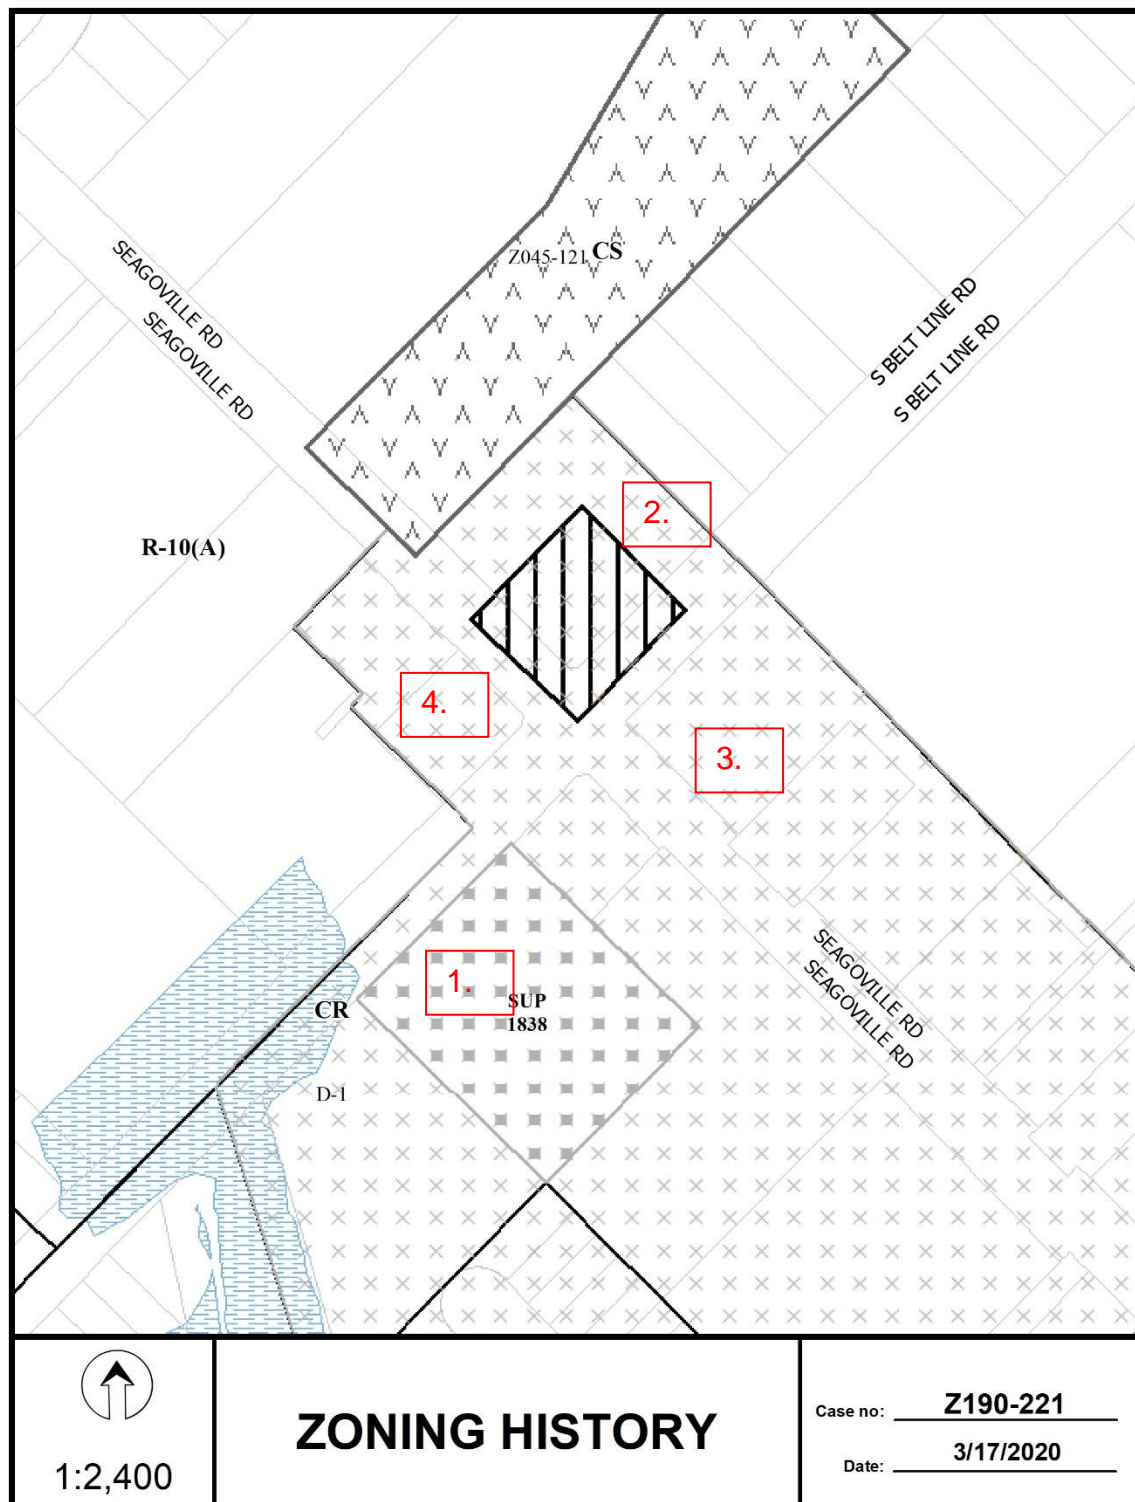 Z045-121 CS
SEAGOVILLE RD
SEAGOVILLE RD
S BELT LINE RD
S BELT LINE RD
2.
R-10(A)
4.
3.
1.
SUP
1838
CR
D-1
SEAGOVILLE RD
SEAGOVILLE RD
1:2,400
ZONING HISTORY
Case no: Z190-221
Date: 3/17/2020